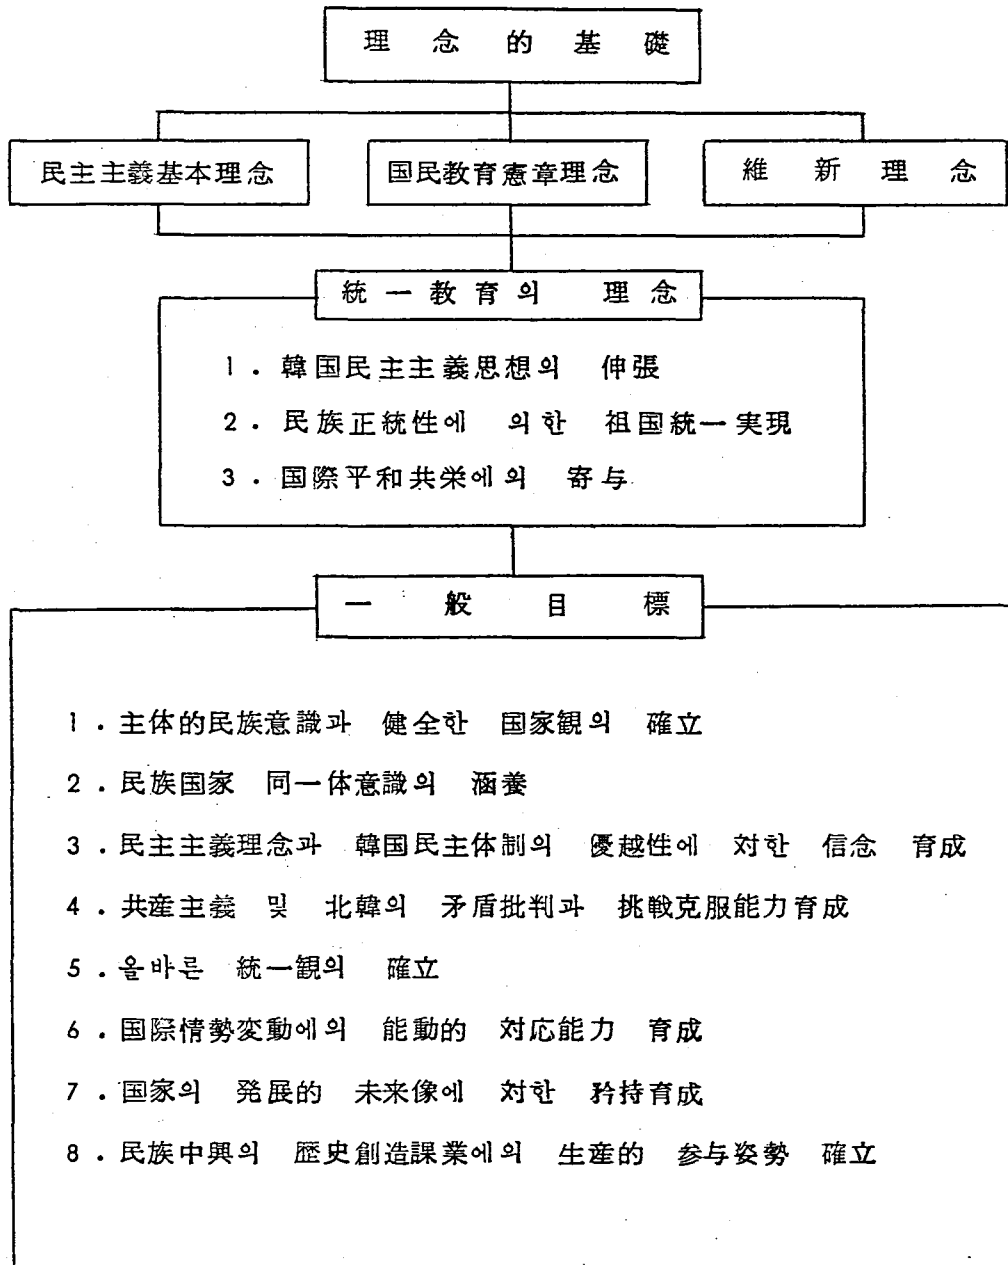 理念的基礎
民主主義基本理念 国民教育憲章理念 維新理念
統一教育의 理念
1. 韓国民主主義思想의 伸張
2. 民族正統性에 의한 祖国統一実現
3. 国際平和共栄에의 寄与
一般目標
1. 主体的民族意識과 健全한 国家観의 確立
2. 民族国家 同一体意識의 涵養
3. 民主主義理念과 韓国民主体制의 優越性에 対한 信念 育成
4. 共産主義 및 北韓의 矛盾批判과 挑戦克服能力育成
5. 올바른 統一観의 確立
6. 国際情勢変動에의 能動的 対応能力 育成
7. 国家의 発展的 未来像에 対한 矜持育成
8. 民族中興의 歴史創造課業에의 生産的 参与姿勢 確立